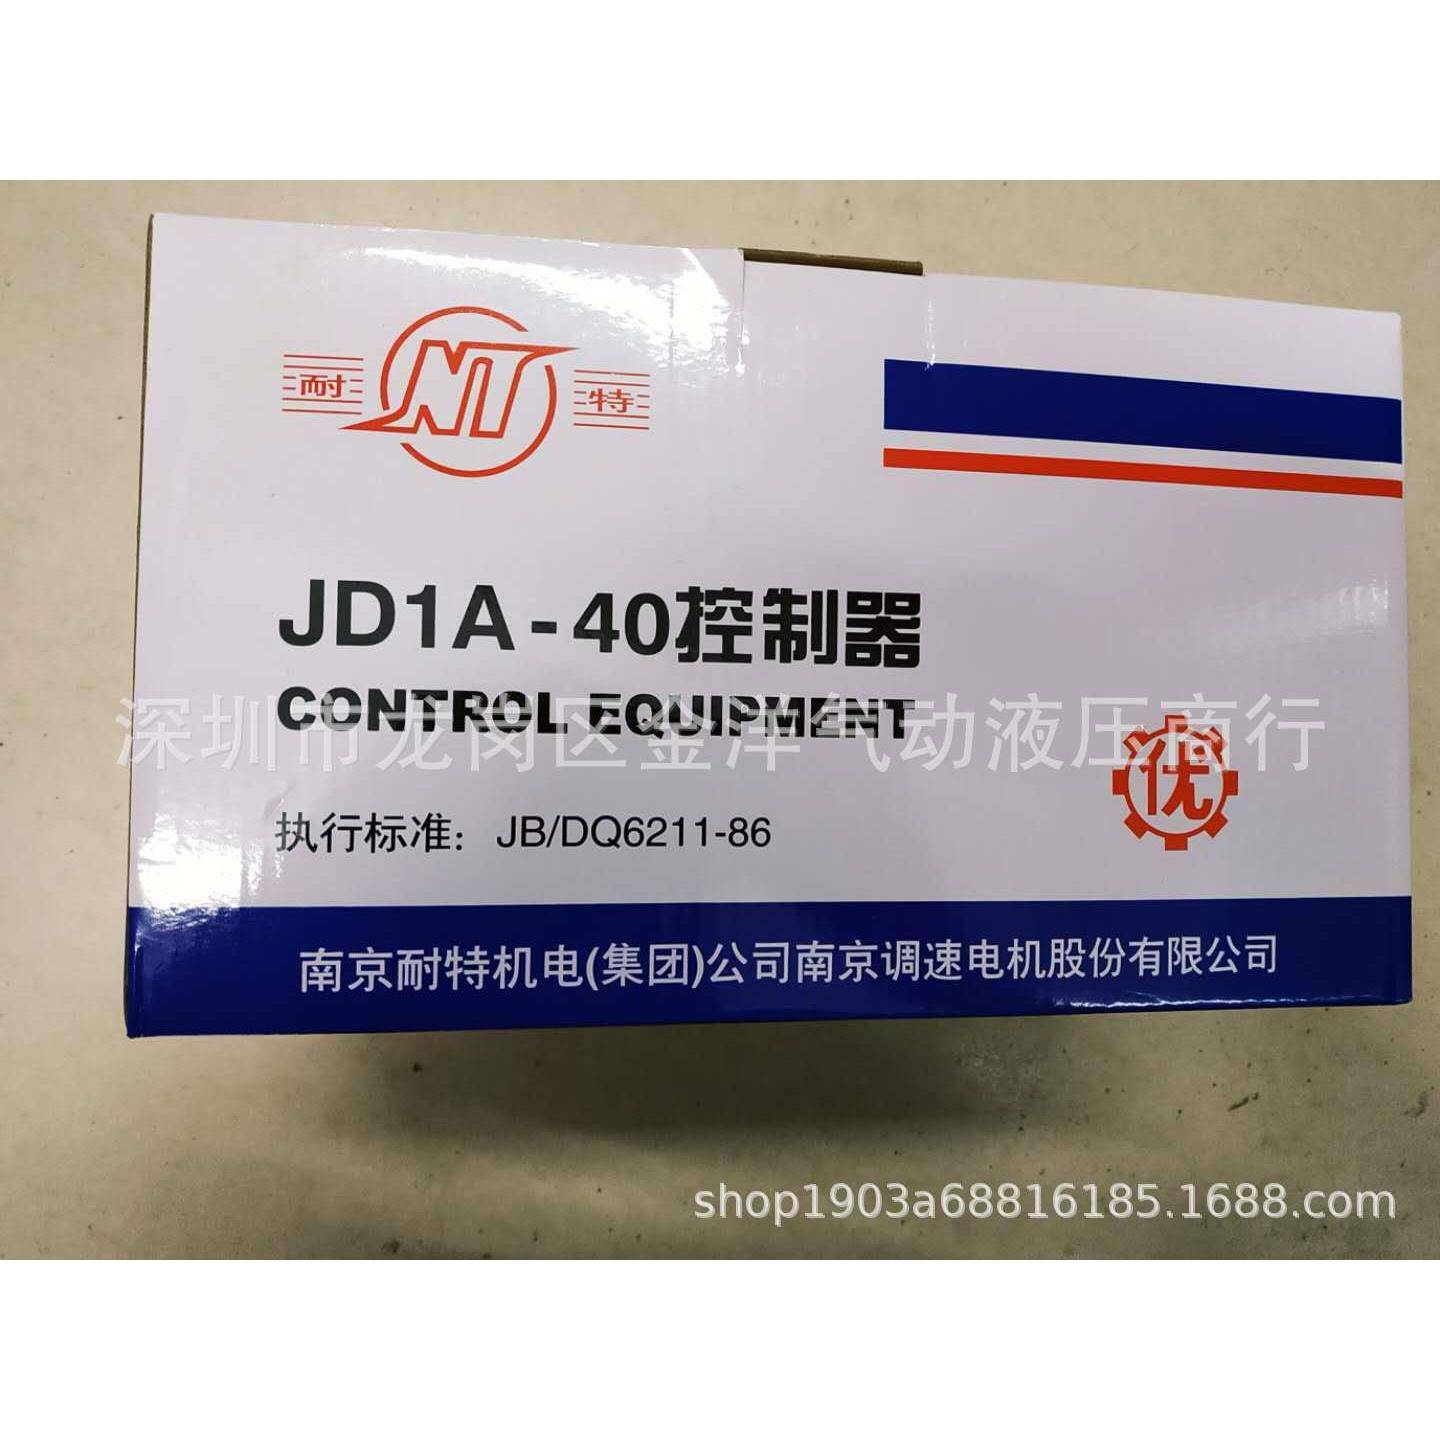 耐 NT 特
JD1A-40控制器
CONTROL EQUIPMENT
深圳市龙岗区金洋气动液压商行
优
执行标准：JB/DQ6211-86
南京耐特机电(集团)公司南京调速电机股份有限公司
shop1903a68816185.1688.com